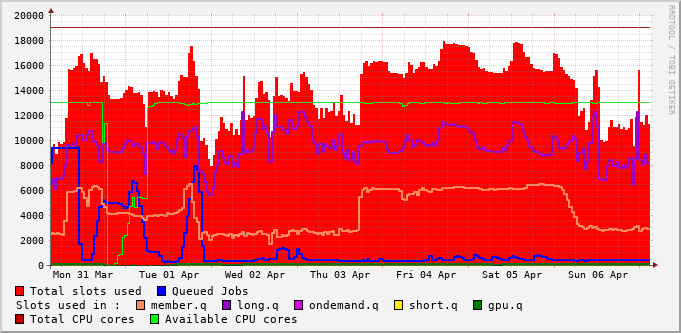 20000
18000
16000
14000
12000
10000
8000
6000
4000
2000
0
Mon 31 Mar Tue 01 Apr Wed 02 Apr Thu 03 Apr Fri 04 Apr Sat 05 Apr Sun 06 Apr
RRDTOOL / TOBI OETIKER
Total slots used Queued Jobs
Slots used in : member.q long.q ondemand.q short.q gpu.q
Total CPU cores Available CPU cores